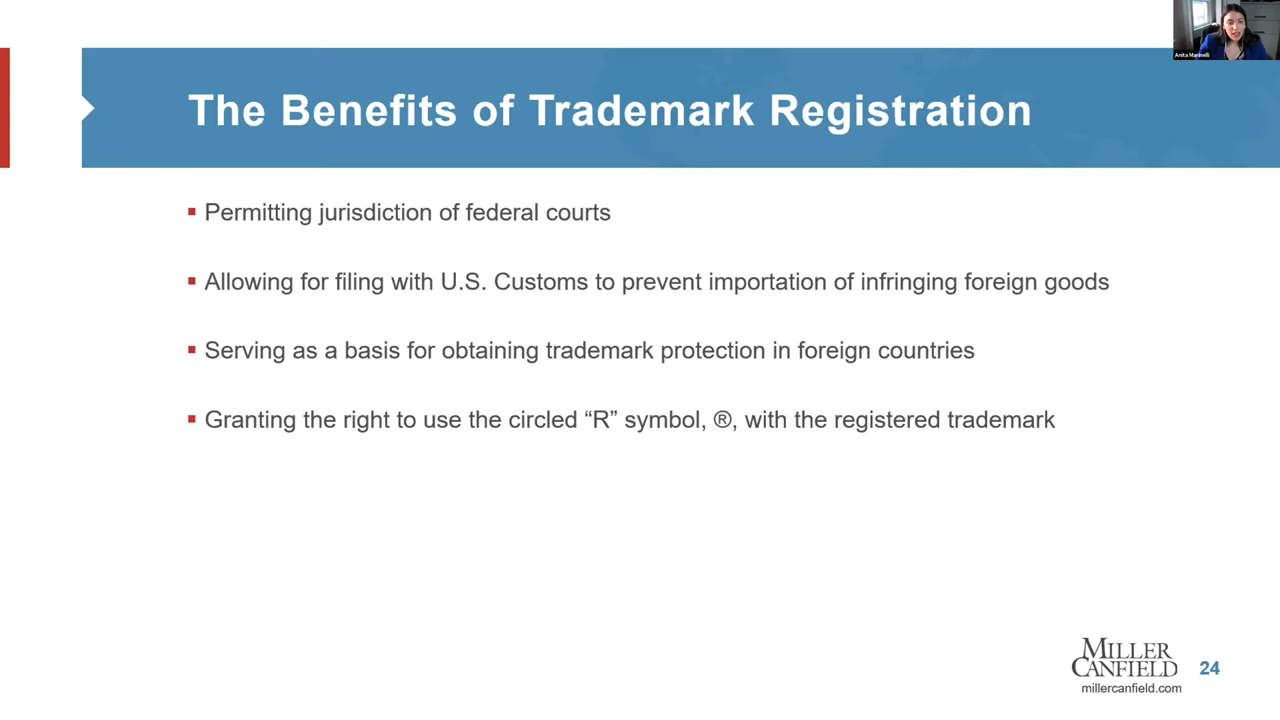 Anita Marinelli
The Benefits of Trademark Registration
▪ Permitting jurisdiction of federal courts
▪ Allowing for filing with U.S. Customs to prevent importation of infringing foreign goods
▪ Serving as a basis for obtaining trademark protection in foreign countries
▪ Granting the right to use the circled “R” symbol, ®, with the registered trademark
MILLER
CANFIELD
millercanfield.com
24